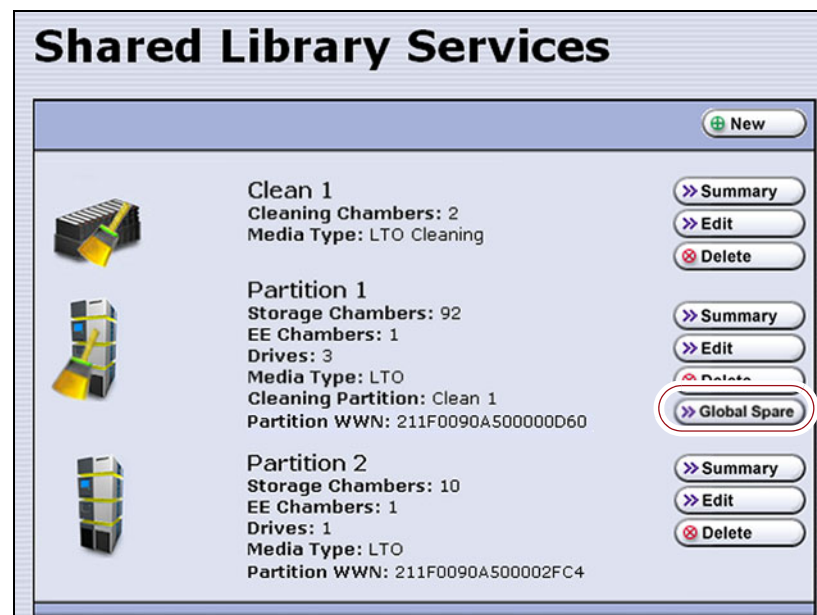 Shared Library Services
New
Clean 1
Cleaning Chambers: 2
Media Type: LTO Cleaning
Summary
Edit
Delete
Partition 1
Storage Chambers: 92
EE Chambers: 1
Drives: 3
Media Type: LTO
Cleaning Partition: Clean 1
Partition WWN: 211F0090A500000D60
Summary
Edit
Delete
Global Spare
Partition 2
Storage Chambers: 10
EE Chambers: 1
Drives: 1
Media Type: LTO
Partition WWN: 211F0090A500002FC4
Summary
Edit
Delete